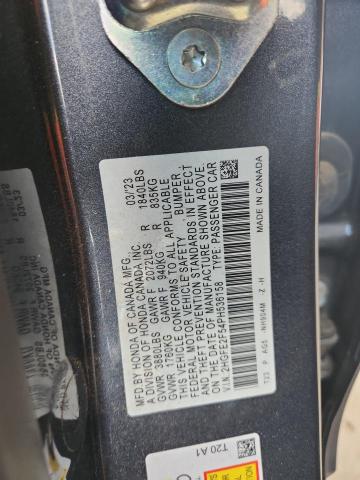 MFD. BY HONDA OF CANADA MFG. 03/'23
A DIVISION OF HONDA CANADA INC.
GVWR 3880LBS GAWR F 2072LBS R 1840LBS
GVWR 1760KG GAWR F 940KG R 835KG
THIS VEHICLE CONFORMS TO ALL APPLICABLE
FEDERAL MOTOR VEHICLE SAFETY, BUMPER,
AND THEFT PREVENTION STANDARDS IN EFFECT
ON THE DATE OF MANUFACTURE SHOWN ABOVE.
V.I.N. 2HGFE2F54PH536158 TYPE: PASSENGER CAR
T23 P AG5 NH904M Z-H
MADE IN CANADA
T20 A1